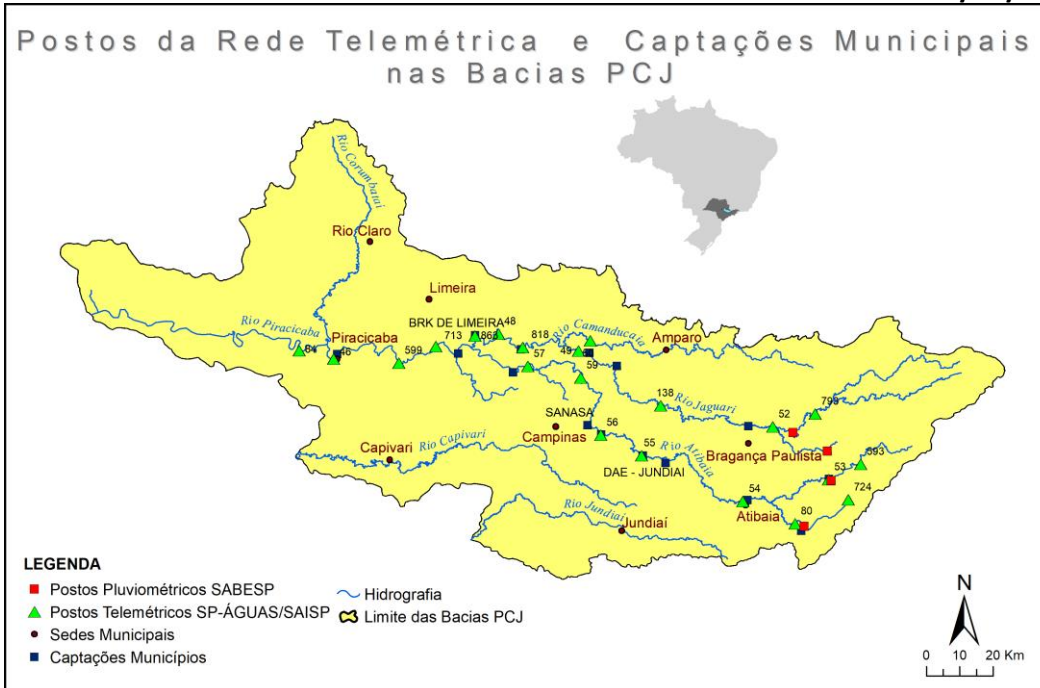 Postos da Rede Telemétrica e Captações Municipais
nas Bacias PCJ
Rio Corumbataí
Rio Claro
Limeira
Rio Piracicaba
Piracicaba
BRK DE LIMEIRA
48
713
818
Rio Camanducaia
Amparo
84
46
599
57
49
59
138
Rio Jaguari
52
799
SANASA
Campinas
56
Rio Capivari
Capivari
55
Rio Atibaia
DAE - JUNDIAÍ
Bragança Paulista
53
693
724
54
Atibaia
80
Rio Jundiaí
Jundiaí
LEGENDA
Postos Pluviométricos SABESP
Postos Telemétricos SP-ÁGUAS/SAISP
Sedes Municipais
Captações Municípios
Hidrografia
Limite das Bacias PCJ
N
0 10 20 Km